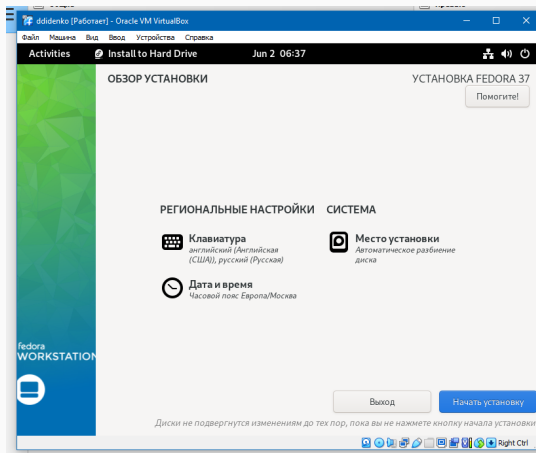 ddidenko [Работает] - Oracle VM VirtualBox
Файл Машина Вид Ввод Устройства Справка
Activities Install to Hard Drive Jun 2 06:37
ОБЗОР УСТАНОВКИ УСТАНОВКА FEDORA 37
Помогите!
РЕГИОНАЛЬНЫЕ НАСТРОЙКИ СИСТЕМА
Клавиатура Место установки
английский (Английская Автоматическое разбиение
(США)), русский (Русская) диска
Дата и время
Часовой пояс Европа/Москва
fedora
WORKSTATION
Выход Начать установку
Диски не подвергнутся изменениям до тех пор, пока вы не нажмете кнопку начала установки
Right Ctrl